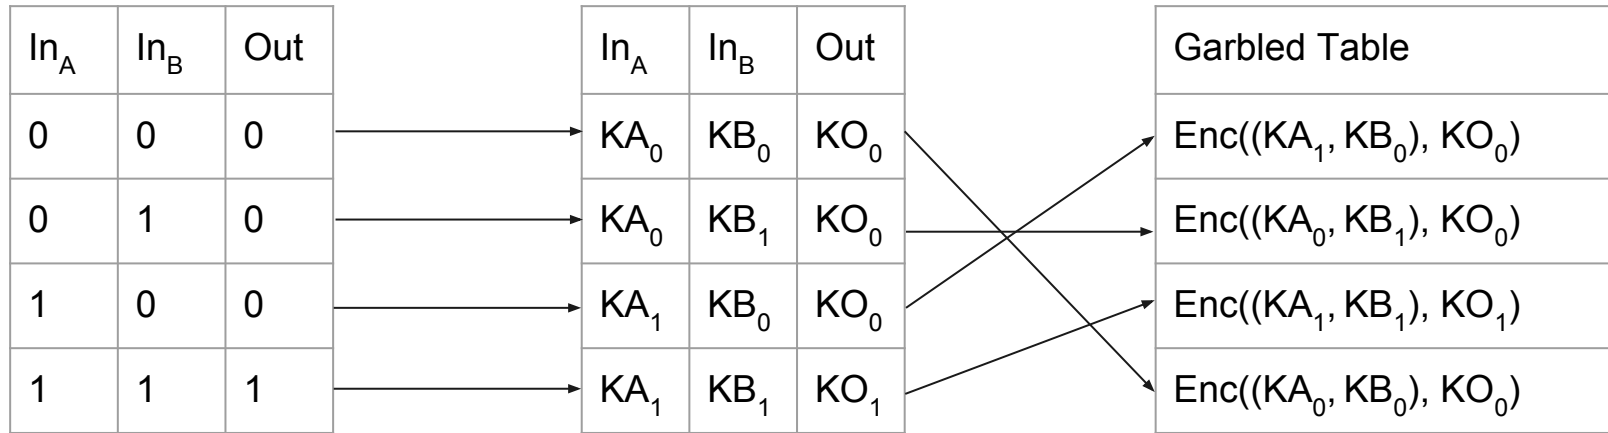 In_A In_B Out In_A In_B Out Garbled Table
0 0 0 KA_0 KB_0 KO_0 Enc((KA_1, KB_0), KO_0)
0 1 0 KA_0 KB_1 KO_0 Enc((KA_0, KB_1), KO_0)
1 0 0 KA_1 KB_0 KO_0 Enc((KA_1, KB_1), KO_1)
1 1 1 KA_1 KB_1 KO_1 Enc((KA_0, KB_0), KO_0)